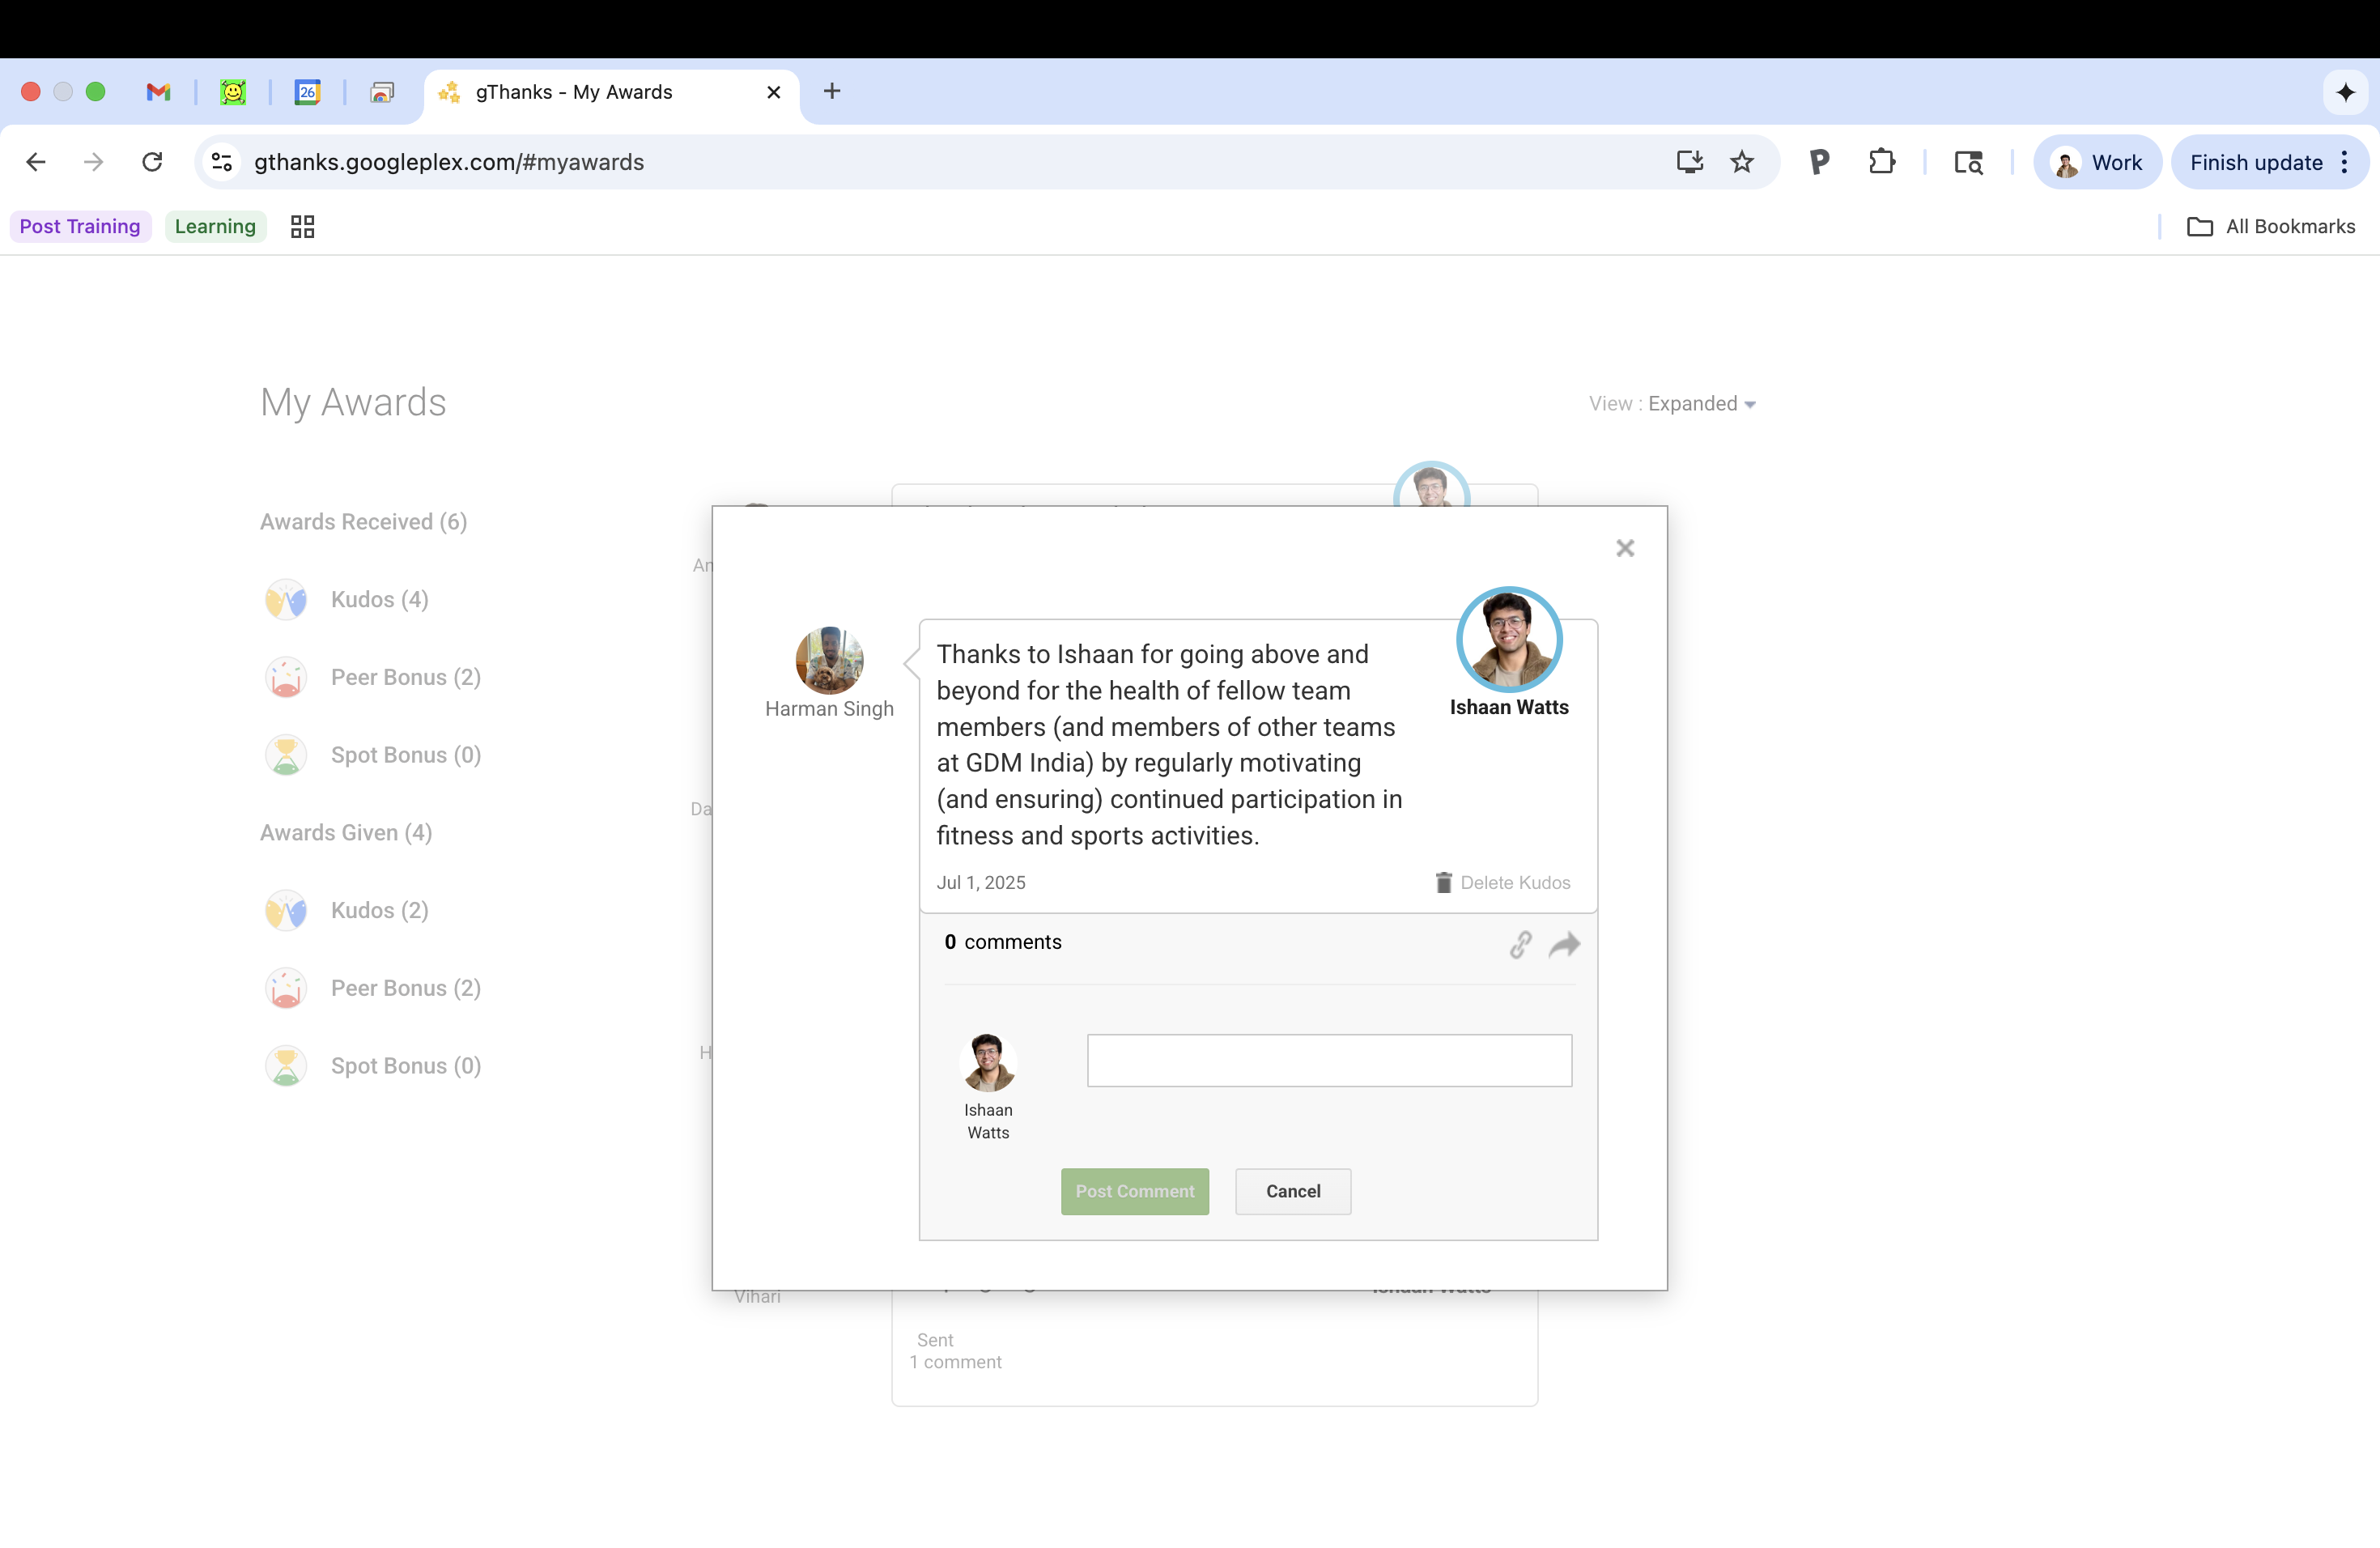 gThanks - My Awards
26
gthanks.googleplex.com/#myawards
Work
Finish update
Post Training
Learning
All Bookmarks
My Awards
View : Expanded
Awards Received (6)
Kudos (4)
Peer Bonus (2)
Spot Bonus (0)
Awards Given (4)
Kudos (2)
Peer Bonus (2)
Spot Bonus (0)
An
Da
H
Harman Singh
Thanks to Ishaan for going above and
beyond for the health of fellow team
members (and members of other teams
at GDM India) by regularly motivating
(and ensuring) continued participation in
fitness and sports activities.
Ishaan Watts
Jul 1, 2025
Delete Kudos
0 comments
Ishaan
Watts
Post Comment
Cancel
Vihari
Ishaan Watts
Sent
1 comment